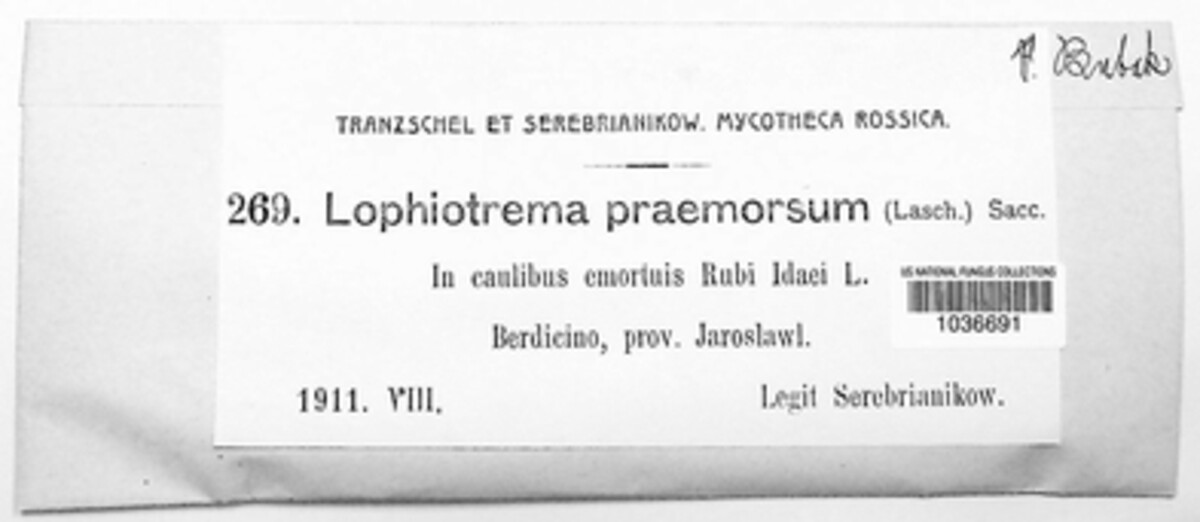 F. Bubak
TRANZSCHEL ET SEREBRIANIKOW. MYCOTHECA ROSSICA.
269. Lophiotrema praemorsum (Lasch.) Sacc.
In caulibus emortuis Rubi Idaei L.
US NATIONAL FUNGUS COLLECTIONS
1036691
Berdicino, prov. Jaroslawl.
1911. VIII.
Legit Serebrianikow.